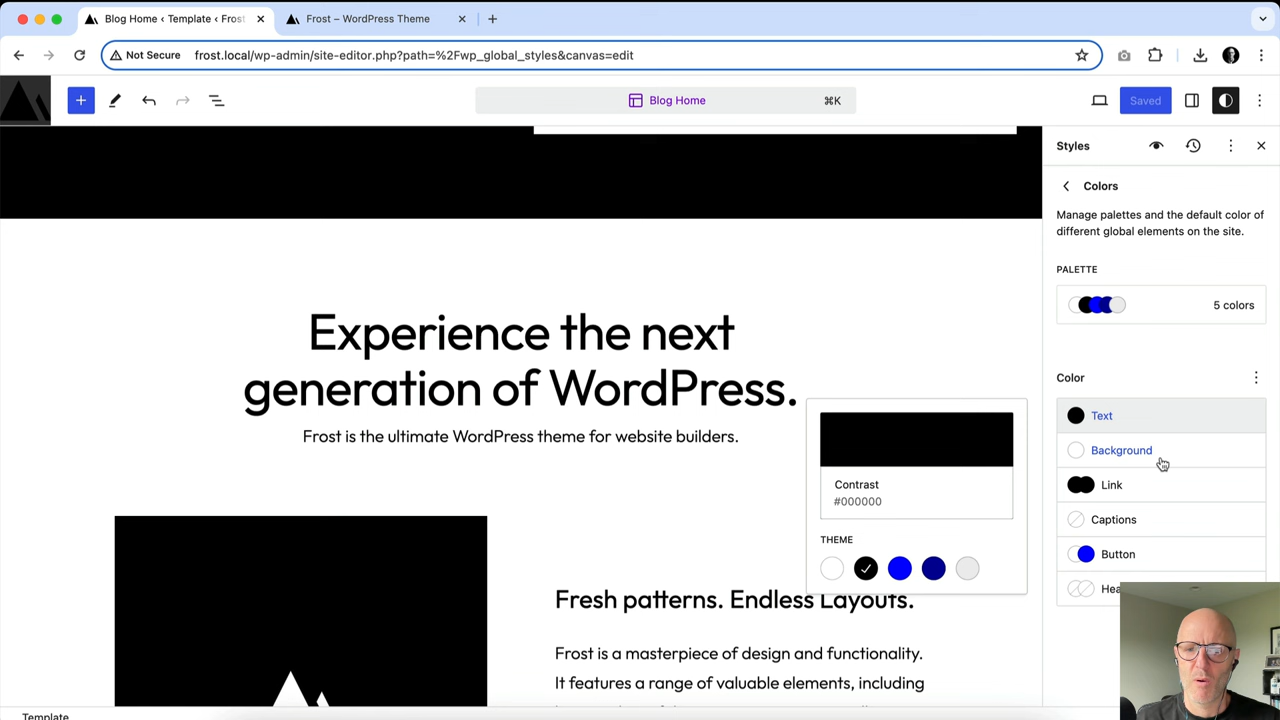 Blog Home ‹ Template ‹ Frost
Frost – WordPress Theme
Not Secure
frost.local/wp-admin/site-editor.php?path=%2Fwp_global_styles&canvas=edit
Blog Home
⌘K
Saved
Styles
Colors
Manage palettes and the default color of
different global elements on the site.
PALETTE
5 colors
Color
Text
Background
Link
Captions
Button
Hea
Experience the next
generation of WordPress.
Frost is the ultimate WordPress theme for website builders.
Contrast
#000000
THEME
Fresh patterns. Endless Layouts.
Frost is a masterpiece of design and functionality.
It features a range of valuable elements, including
Template